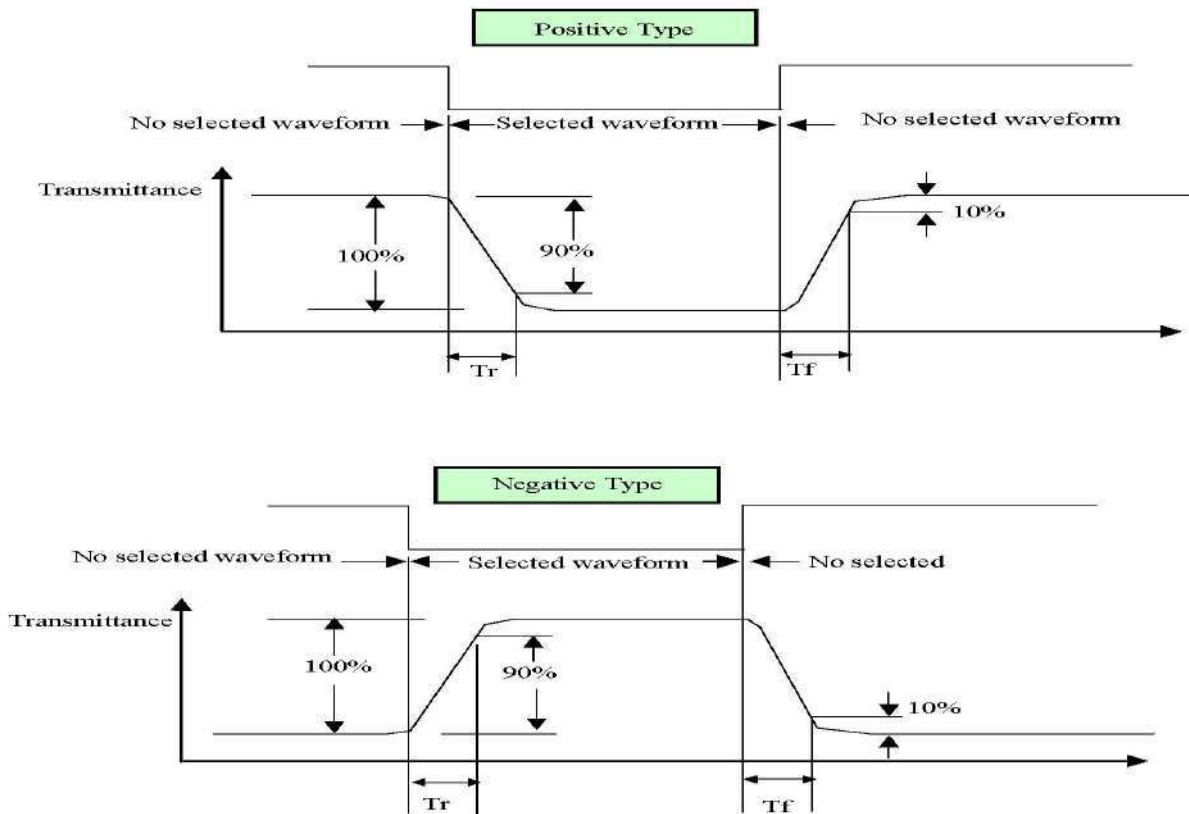 Positive Type
No selected waveform
Selected waveform
No selected waveform
Transmittance
100%
90%
10%
Tr
Tf
Negative Type
No selected waveform
Selected waveform
No selected
Transmittance
100%
90%
10%
Tr
Tf